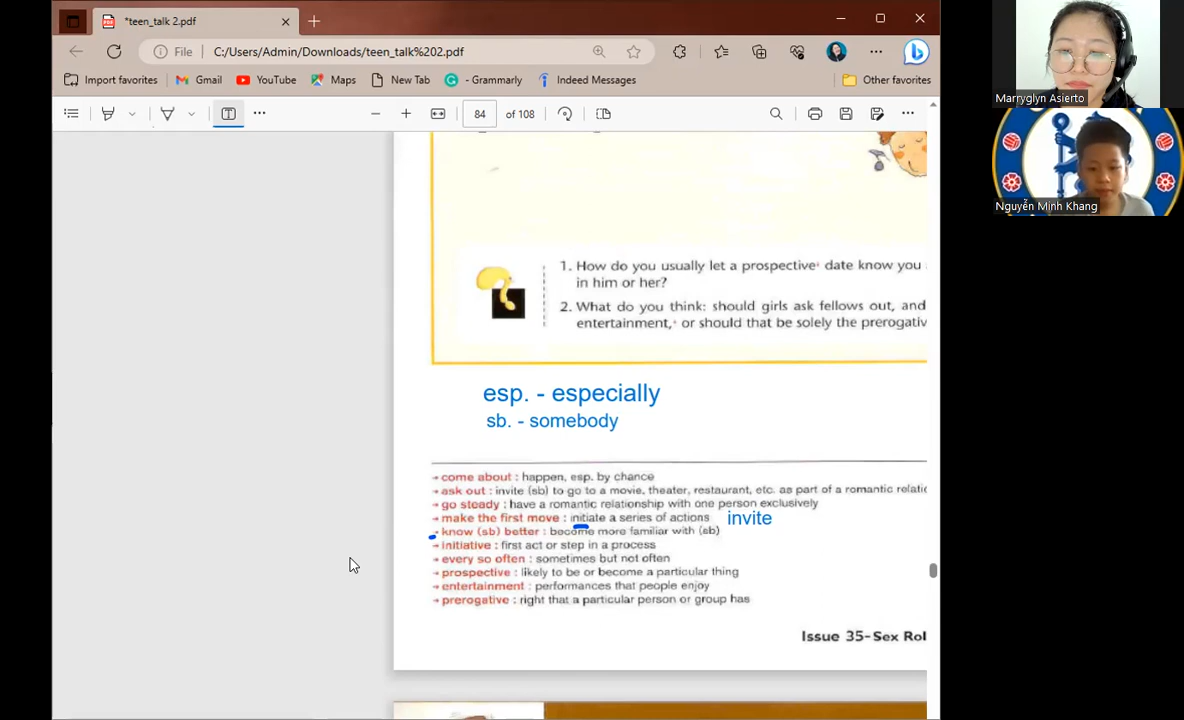 *teen_talk 2.pdf
File
C:/Users/Admin/Downloads/teen_talk%202.pdf
Import favorites
Gmail
YouTube
Maps
New Tab
- Grammarly
Indeed Messages
Other favorites
84 of 108
Marryglyn Asierto
Nguyễn Minh Khang
1. How do you usually let a prospective+ date know you
in him or her?
2. What do you think: should girls ask fellows out, and
entertainment,+ or should that be solely the prerogativ
esp. - especially
sb. - somebody
come about : happen, esp. by chance
ask out : invite (sb) to go to a movie, theater, restaurant, etc. as part of a romantic relatic
go steady : have a romantic relationship with one person exclusively
make the first move : initiate a series of actions
invite
know (sb) better : become more familiar with (sb)
initiative : first act or step in a process
every so often : sometimes but not often
prospective : likely to be or become a particular thing
entertainment : performances that people enjoy
prerogative : right that a particular person or group has
Issue 35-Sex Rol